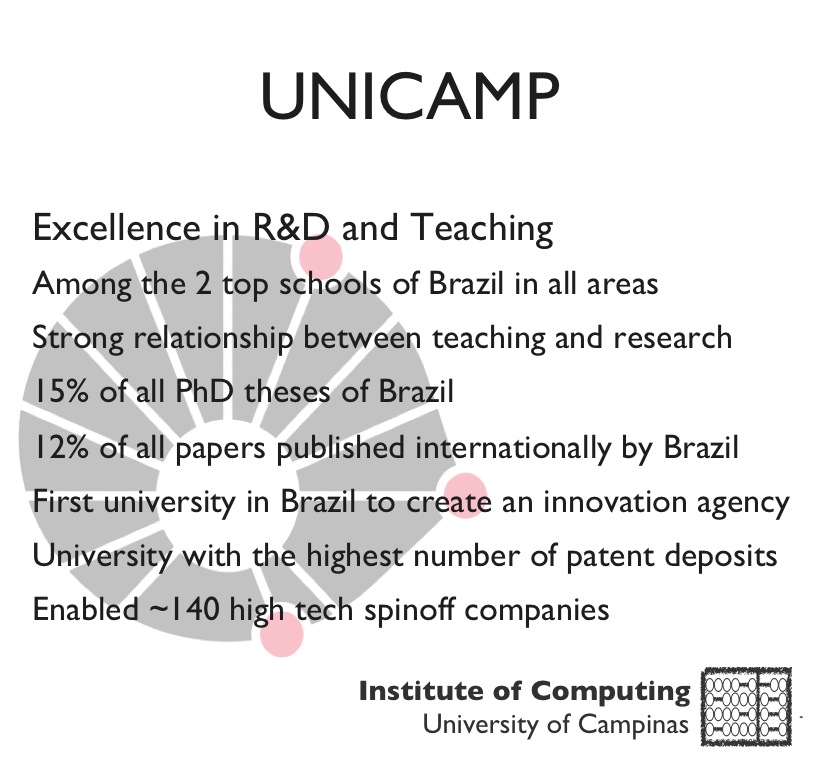 UNICAMP
Excellence in R&D and Teaching
Among the 2 top schools of Brazil in all areas
Strong relationship between teaching and research
15% of all PhD theses of Brazil
12% of all papers published internationally by Brazil
First university in Brazil to create an innovation agency
University with the highest number of patent deposits
Enabled ~140 high tech spinoff companies
Institute of Computing
University of Campinas